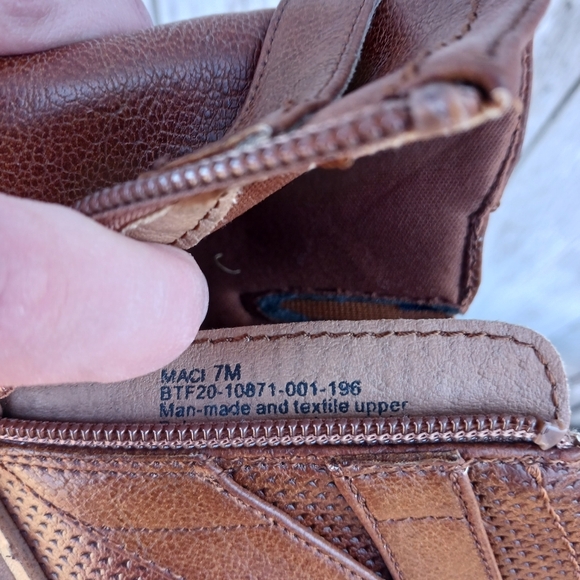 MACI 7M
BTF20-10871-001-196
Man-made and textile upper